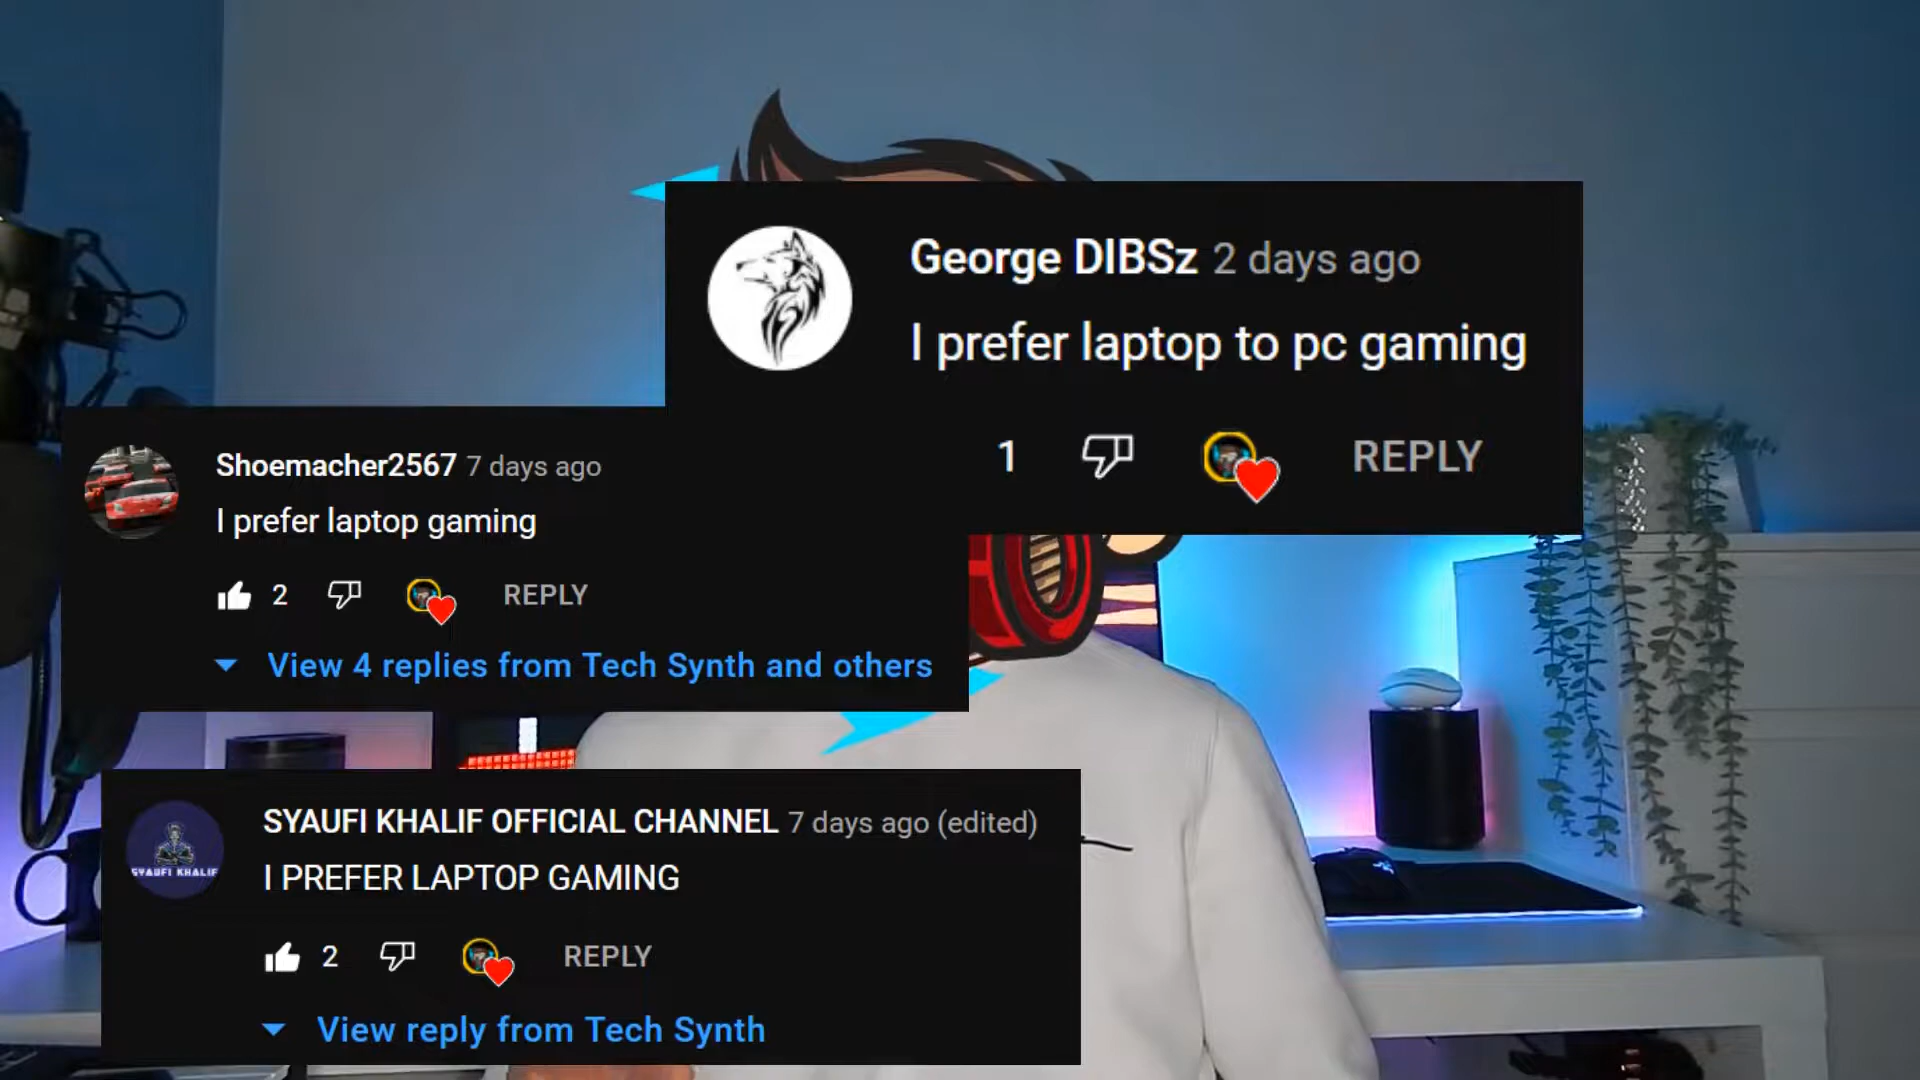 George DIBSz 2 days ago
I prefer laptop to pc gaming
1 REPLY
Shoemacher2567 7 days ago
I prefer laptop gaming
2 REPLY
View 4 replies from Tech Synth and others
SYAUFI KHALIF OFFICIAL CHANNEL 7 days ago (edited)
SYAUFI KHALIF
I PREFER LAPTOP GAMING
2 REPLY
View reply from Tech Synth